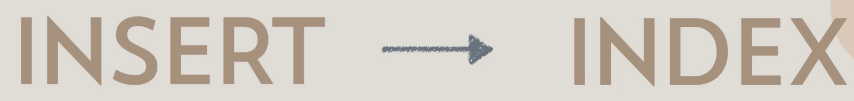 INSERT → INDEX